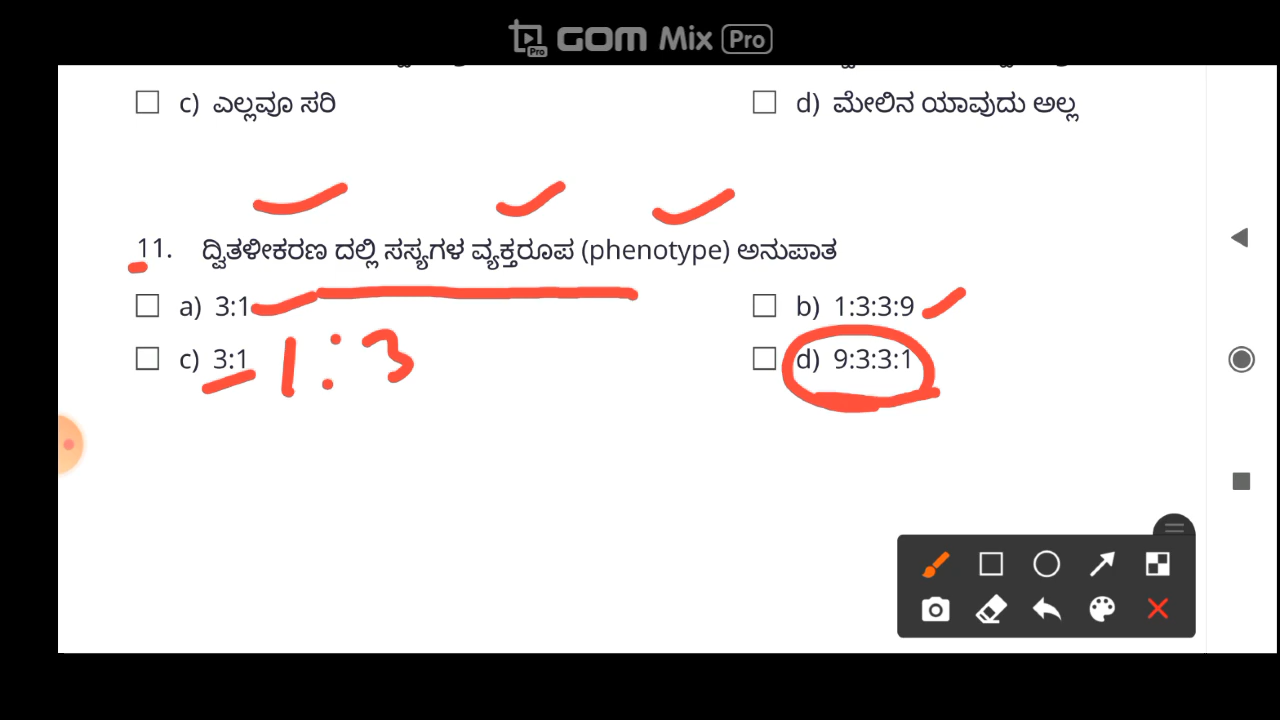 GOM Mix Pro
c) ಎಲ್ಲವೂ ಸರಿ
d) ಮೇಲಿನ ಯಾವುದು ಅಲ್ಲ
11. ದ್ವಿತಳೀಕರಣ ದಲ್ಲಿ ಸಸ್ಯಗಳ ವ್ಯಕ್ತರೂಪ (phenotype) ಅನುಪಾತ
a) 3:1
b) 1:3:3:9
c) 3:1 1:3
d) 9:3:3:1